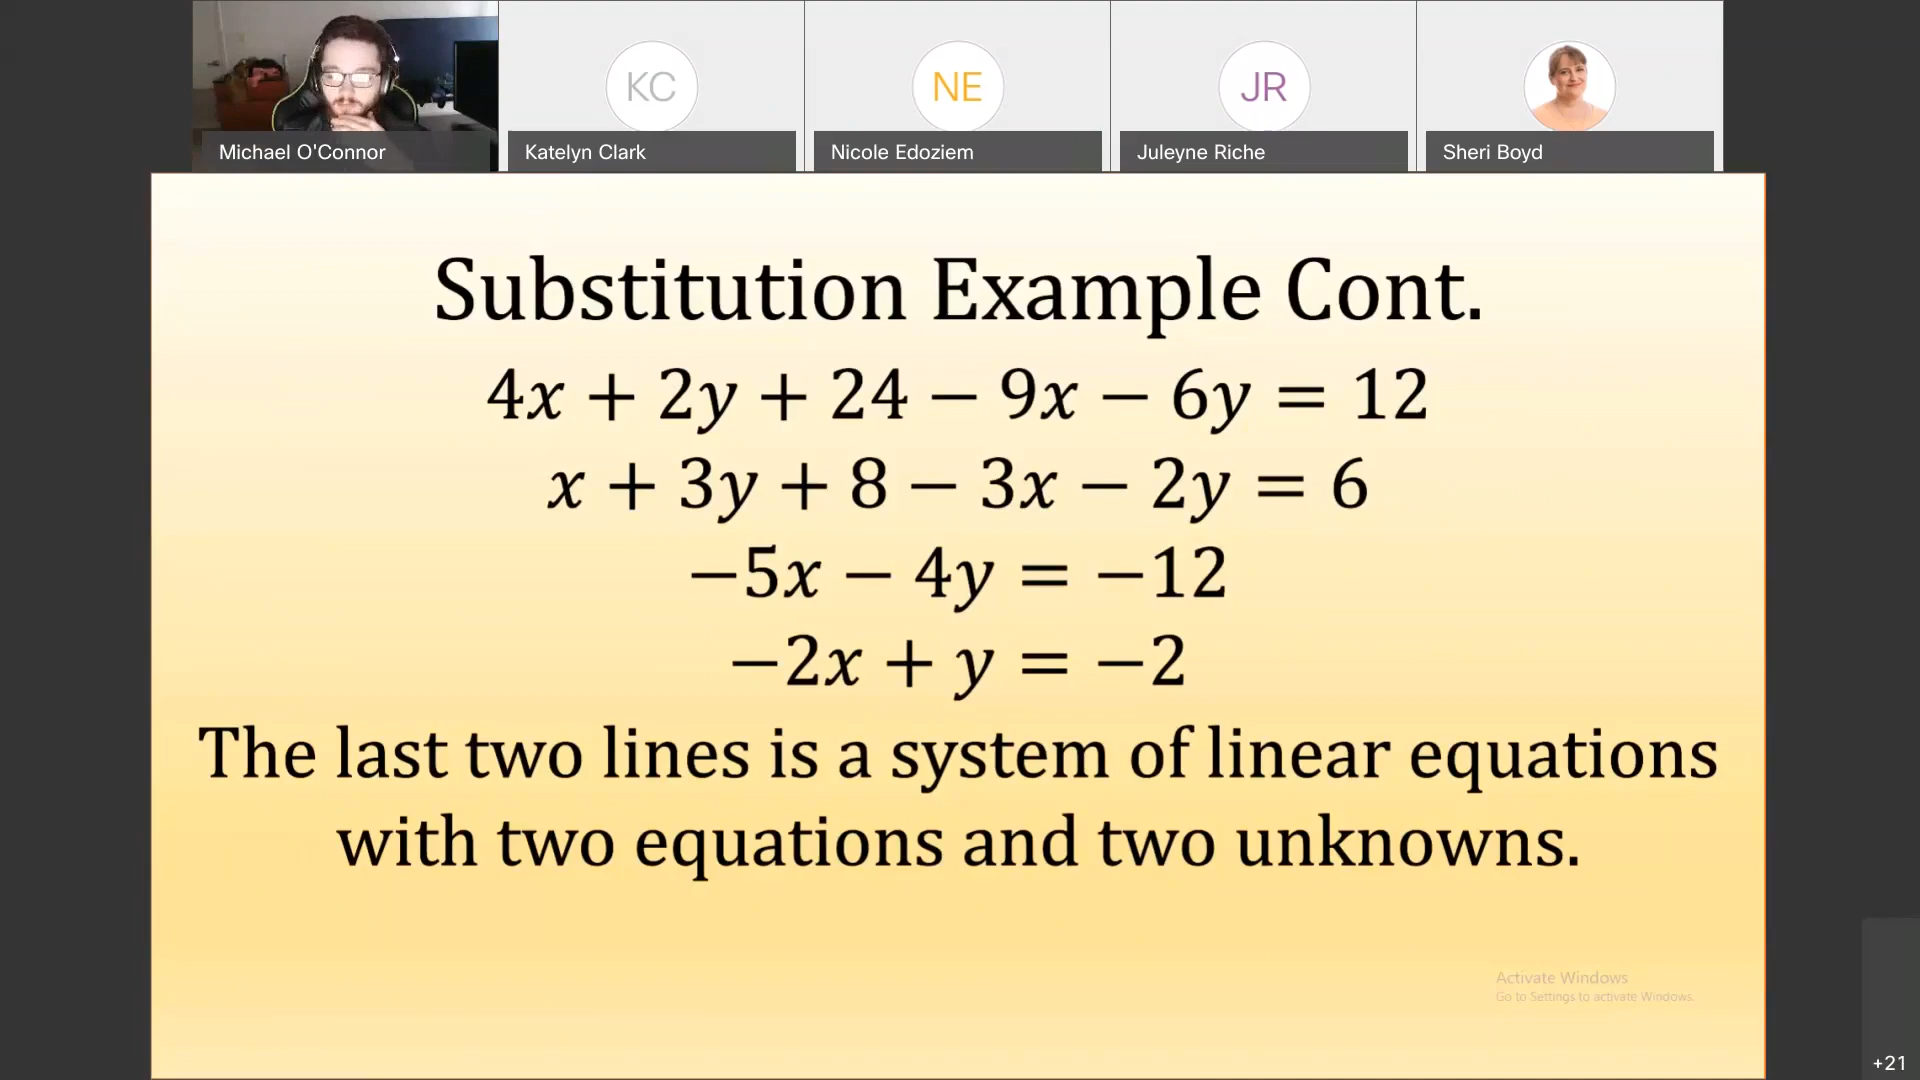 KC
NE
JR
Michael O'Connor
Katelyn Clark
Nicole Edoziem
Juleyne Riche
Sheri Boyd
Substitution Example Cont.
4x + 2y + 24 − 9x − 6y = 12
x + 3y + 8 − 3x − 2y = 6
−5x − 4y = −12
−2x + y = −2
The last two lines is a system of linear equations
with two equations and two unknowns.
Activate Windows
Go to Settings to activate Windows.
+21